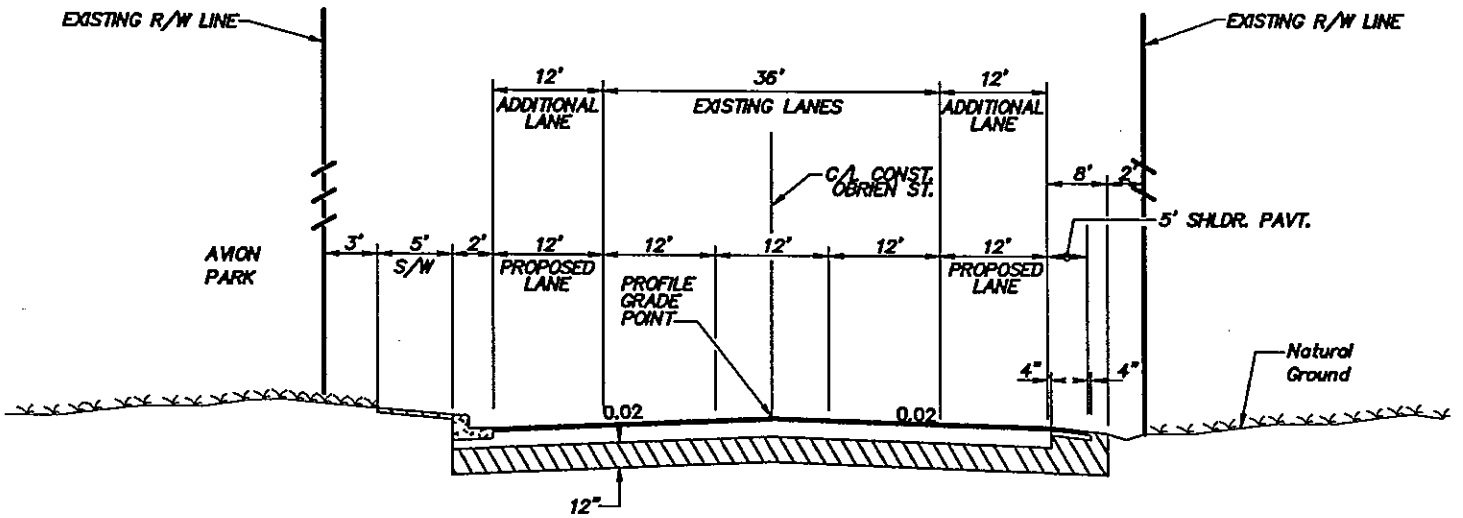 EXISTING R/W LINE
EXISTING R/W LINE
12'
36'
12'
ADDITIONAL
LANE
EXISTING LANES
ADDITIONAL
LANE
C/L CONST.
OBRIEN ST.
8'
2'
5' SHLDR. PAVT.
AVION
PARK
3'
5'
S/W
2'
12'
PROPOSED
LANE
12'
12'
12'
12'
PROPOSED
LANE
PROFILE
GRADE
POINT
Natural
Ground
4"
4"
0.02
0.02
12"